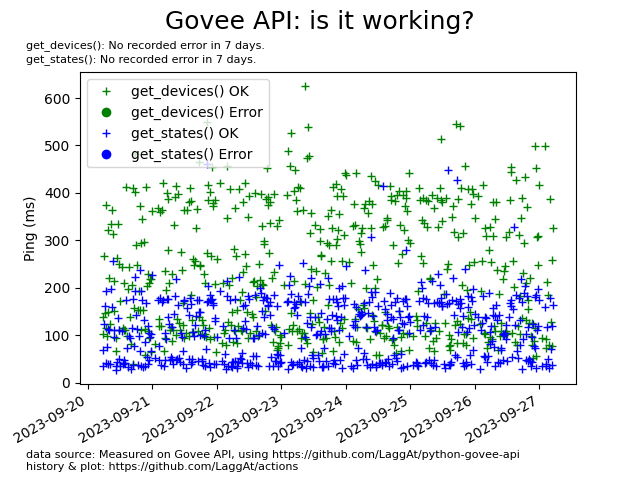 Govee API: is it working?
get_devices(): No recorded error in 7 days.
get_states(): No recorded error in 7 days.
get_devices() OK
get_devices() Error
get_states() OK
get_states() Error
Ping (ms)
600
500
400
300
200
100
0
2023-09-20
2023-09-21
2023-09-22
2023-09-23
2023-09-24
2023-09-25
2023-09-26
2023-09-27
data source: Measured on Govee API, using https://github.com/LaggAt/python-govee-api
history & plot: https://github.com/LaggAt/actions